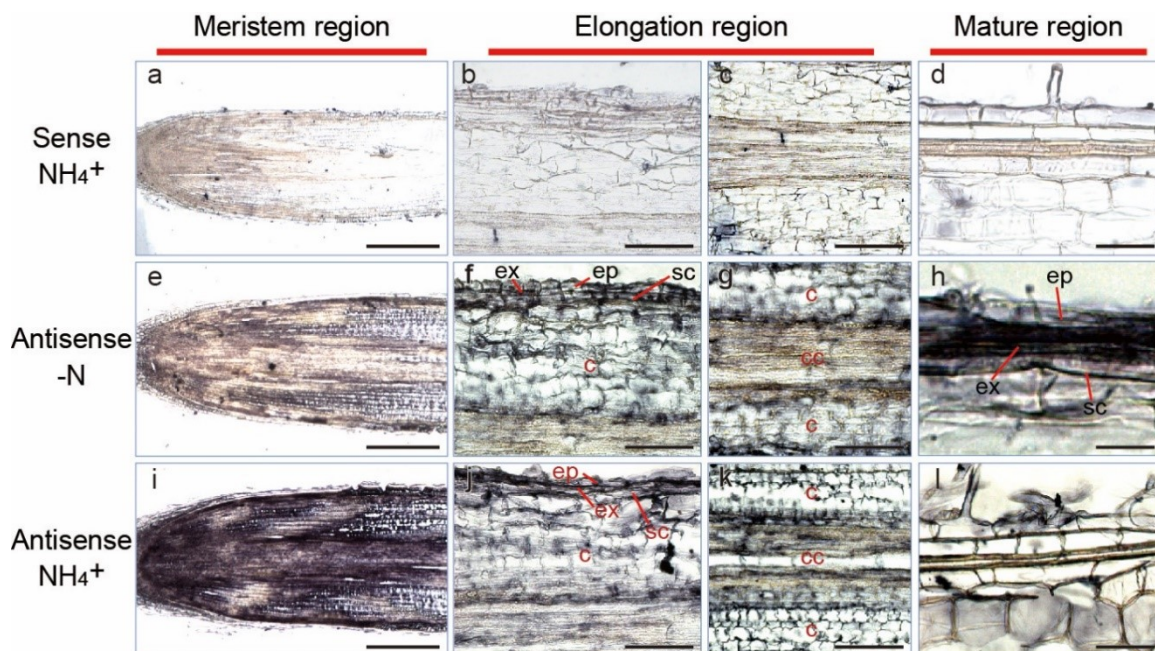 Meristem region Elongation region Mature region
Sense
NH₄⁺
a b c d
Antisense
-N
e f ex ep sc c g c cc c h ep ex sc
Antisense
NH₄⁺
i j ep ex sc c k c cc c l